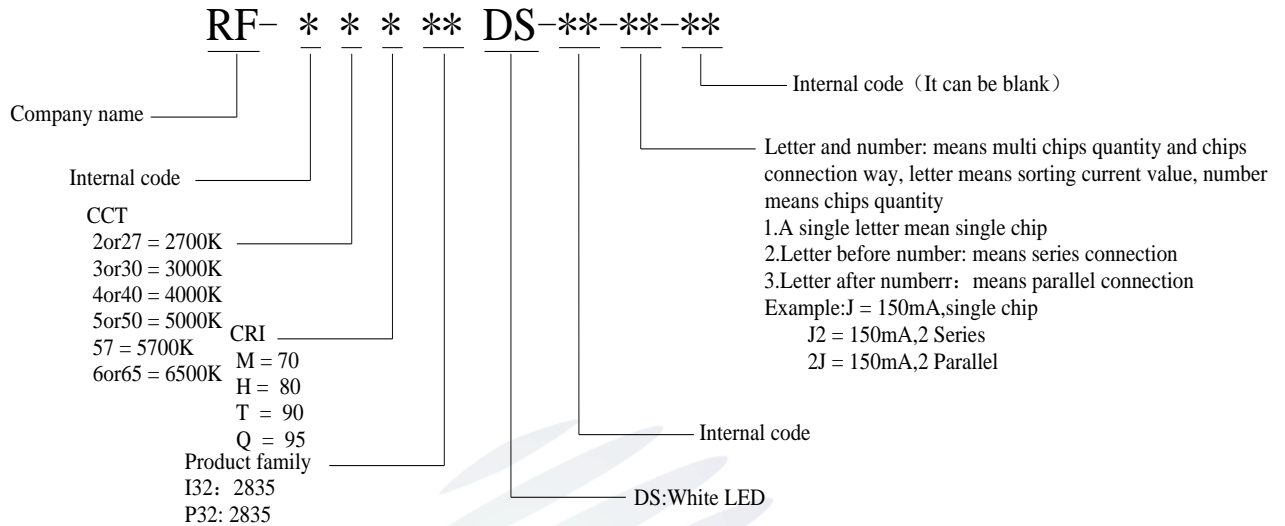 RF- * * * ** DS-**-**-**
Internal code（It can be blank）
Company name
Letter and number: means multi chips quantity and chips
connection way, letter means sorting current value, number
means chips quantity
1.A single letter mean single chip
2.Letter before number: means series connection
3.Letter after numberr：means parallel connection
Example:J = 150mA,single chip
J2 = 150mA,2 Series
2J = 150mA,2 Parallel
Internal code
CCT
2or27 = 2700K
3or30 = 3000K
4or40 = 4000K
5or50 = 5000K
57 = 5700K
6or65 = 6500K
CRI
M = 70
H = 80
T = 90
Q = 95
Product family
I32：2835
P32: 2835
Internal code
DS:White LED